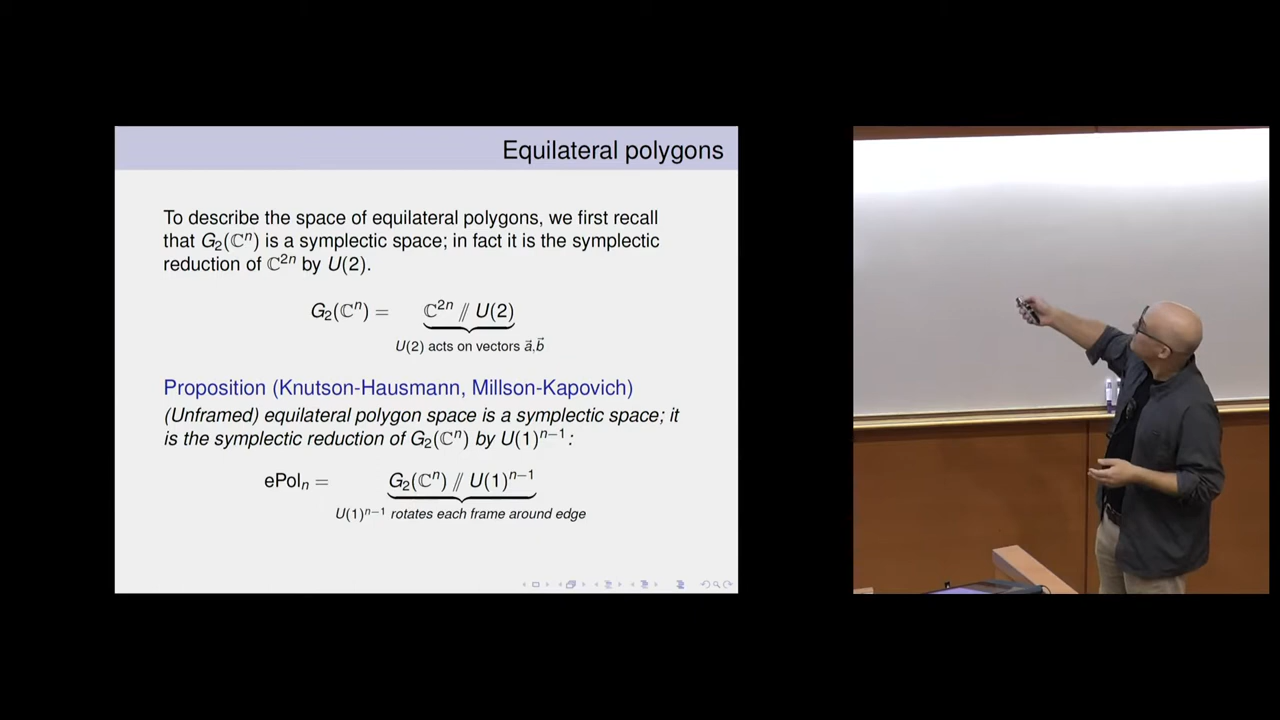 Equilateral polygons
To describe the space of equilateral polygons, we first recall
that G₂(ℂⁿ) is a symplectic space; in fact it is the symplectic
reduction of ℂ²ⁿ by U(2).
G₂(ℂⁿ) = ℂ²ⁿ // U(2)
U(2) acts on vectors a⃗,b⃗
Proposition (Knutson-Hausmann, Millson-Kapovich)
(Unframed) equilateral polygon space is a symplectic space; it
is the symplectic reduction of G₂(ℂⁿ) by U(1)ⁿ⁻¹:
ePolₙ = G₂(ℂⁿ) // U(1)ⁿ⁻¹
U(1)ⁿ⁻¹ rotates each frame around edge